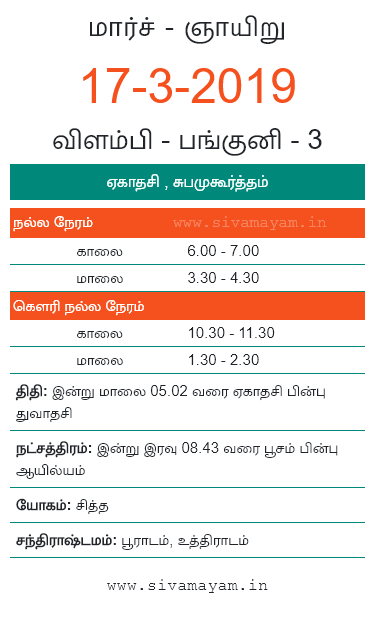 மார்ச் - ஞாயிறு
17-3-2019
விளம்பி - பங்குனி - 3
ஏகாதசி , சுபமுகூர்த்தம்
நல்ல நேரம் www.sivamayam.in
காலை 6.00 - 7.00
மாலை 3.30 - 4.30
கௌரி நல்ல நேரம்
காலை 10.30 - 11.30
மாலை 1.30 - 2.30
திதி: இன்று மாலை 05.02 வரை ஏகாதசி பின்பு
துவாதசி
நட்சத்திரம்: இன்று இரவு 08.43 வரை பூசம் பின்பு
ஆயில்யம்
யோகம்: சித்த
சந்திராஷ்டமம்: பூராடம், உத்திராடம்
www.sivamayam.in